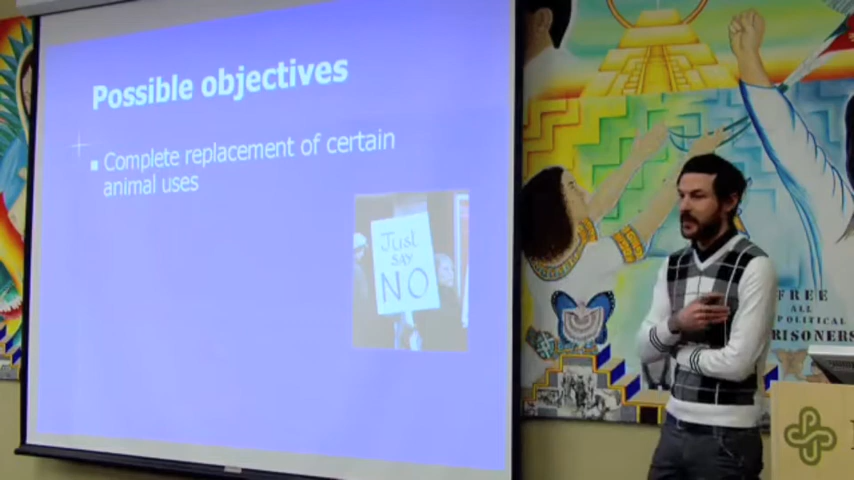 Possible objectives
Complete replacement of certain
animal uses
Just
SAY
NO
FREE
ALL
POLITICAL
PRISONERS